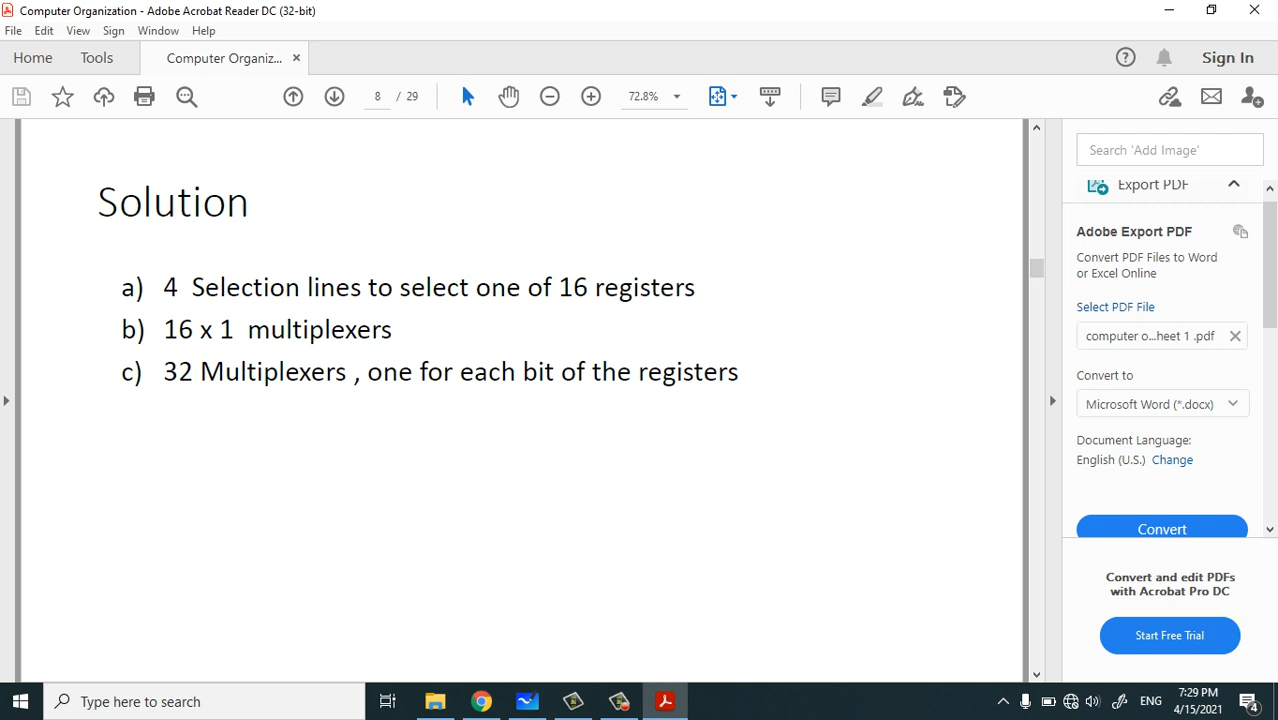 Computer Organization - Adobe Acrobat Reader DC (32-bit)
File Edit View Sign Window Help
Home Tools Computer Organiz... ×
? Sign In
8 / 29 72.8%
Search 'Add Image'
Export PDF
Solution
Adobe Export PDF
Convert PDF Files to Word
or Excel Online
a) 4 Selection lines to select one of 16 registers
Select PDF File
b) 16 x 1 multiplexers
computer o...heet 1 .pdf
c) 32 Multiplexers , one for each bit of the registers
Convert to
Microsoft Word (*.docx)
Document Language:
English (U.S.) Change
Convert
Convert and edit PDFs
with Acrobat Pro DC
Start Free Trial
Type here to search
ENG
7:29 PM
4/15/2021
4